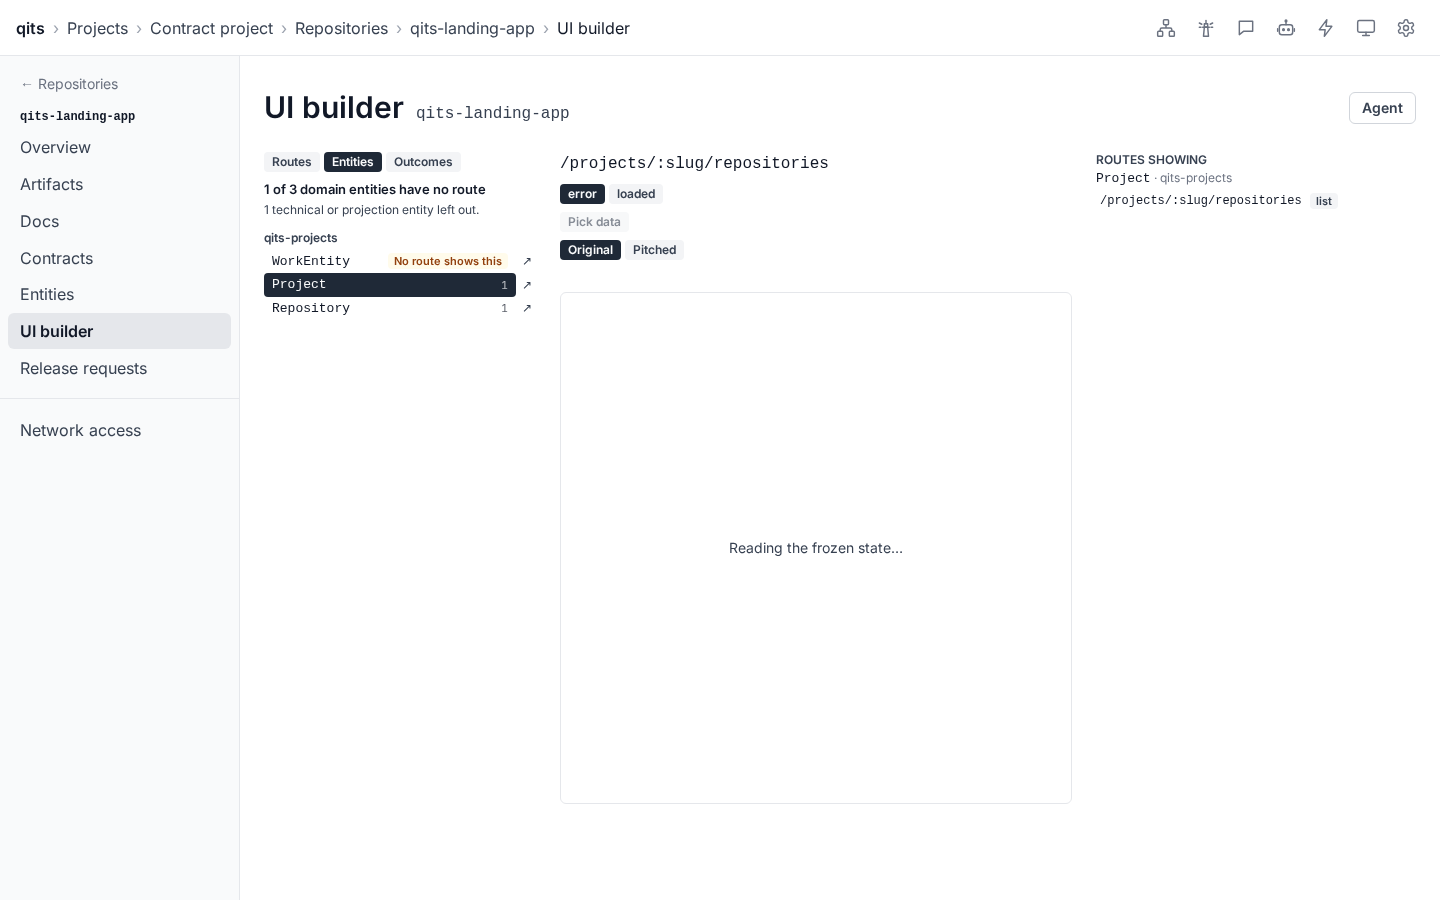 qits › Projects › Contract project › Repositories › qits-landing-app › UI builder
← Repositories
qits-landing-app
Overview
Artifacts
Docs
Contracts
Entities
UI builder
Release requests
Network access
UI builder qits-landing-app
Agent
Routes Entities Outcomes
1 of 3 domain entities have no route
1 technical or projection entity left out.
qits-projects
WorkEntity No route shows this ↗
Project 1 ↗
Repository 1 ↗
/projects/:slug/repositories
error loaded
Pick data
Original Pitched
Reading the frozen state...
ROUTES SHOWING
Project · qits-projects
/projects/:slug/repositories list